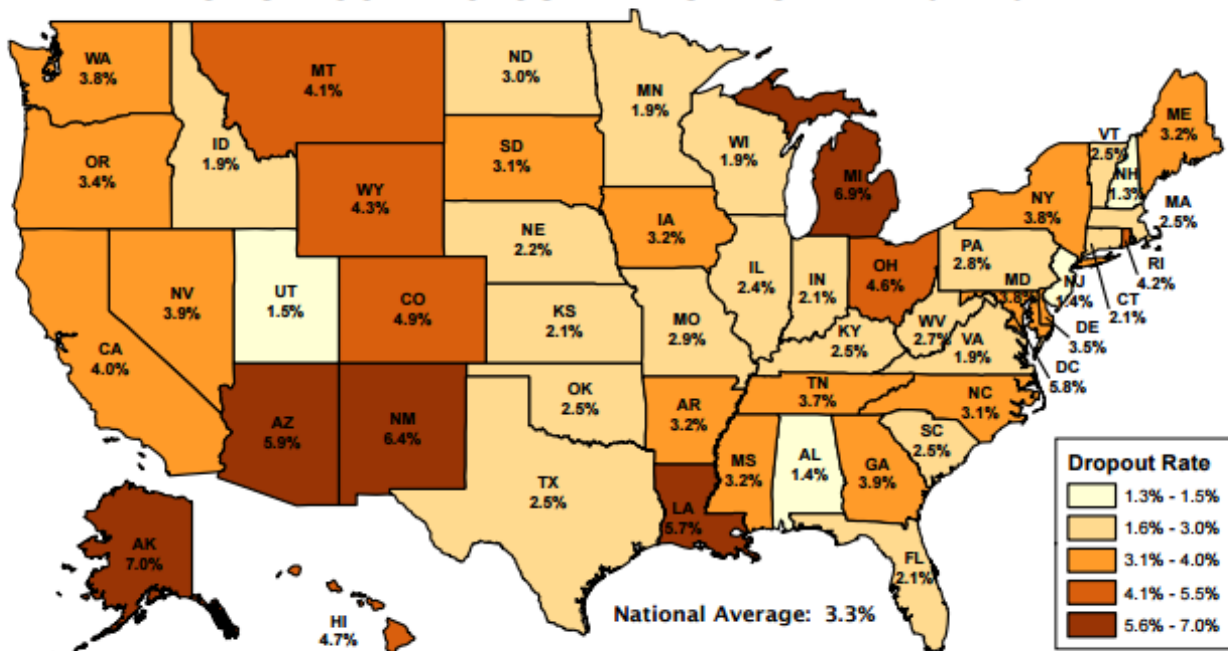 WA
3.8%
MT
4.1%
ND
3.0%
MN
1.9%
OR
3.4%
ID
1.9%
SD
3.1%
WI
1.9%
WY
4.3%
MI
6.9%
VT
2.5%
NH
1.3%
ME
3.2%
NY
3.8%
MA
2.5%
IA
3.2%
NE
2.2%
PA
2.8%
RI
4.2%
NV
3.9%
UT
1.5%
CO
4.9%
IL
2.4%
IN
2.1%
OH
4.6%
MD
3.8%
NJ
1.4%
CT
2.1%
KS
2.1%
MO
2.9%
KY
2.5%
WV
2.7%
VA
1.9%
DE
3.5%
DC
5.8%
CA
4.0%
AZ
5.9%
NM
6.4%
OK
2.5%
AR
3.2%
TN
3.7%
NC
3.1%
SC
2.5%
TX
2.5%
LA
5.7%
MS
3.2%
AL
1.4%
GA
3.9%
FL
2.1%
AK
7.0%
HI
4.7%
National Average: 3.3%
Dropout Rate
1.3% - 1.5%
1.6% - 3.0%
3.1% - 4.0%
4.1% - 5.5%
5.6% - 7.0%